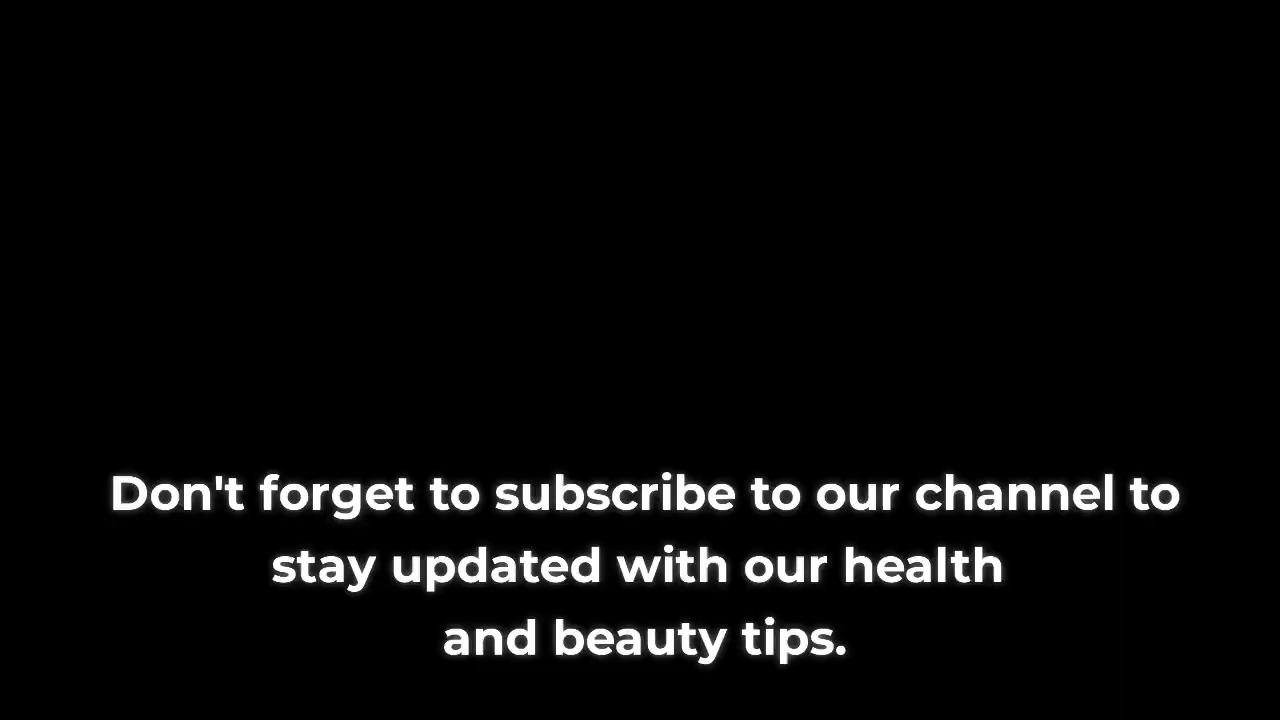 Don't forget to subscribe to our channel to
stay updated with our health
and beauty tips.